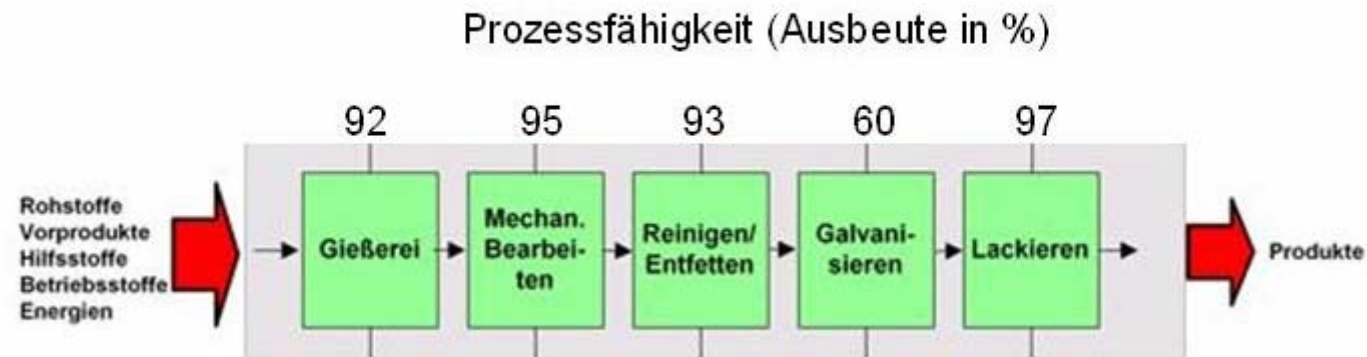 Prozessfähigkeit (Ausbeute in %)
92 95 93 60 97
Rohstoffe
Vorprodukte
Hilfsstoffe
Betriebsstoffe
Energien
Gießerei
Mechan.
Bearbei-
ten
Reinigen/
Entfetten
Galvani-
sieren
Lackieren
Produkte